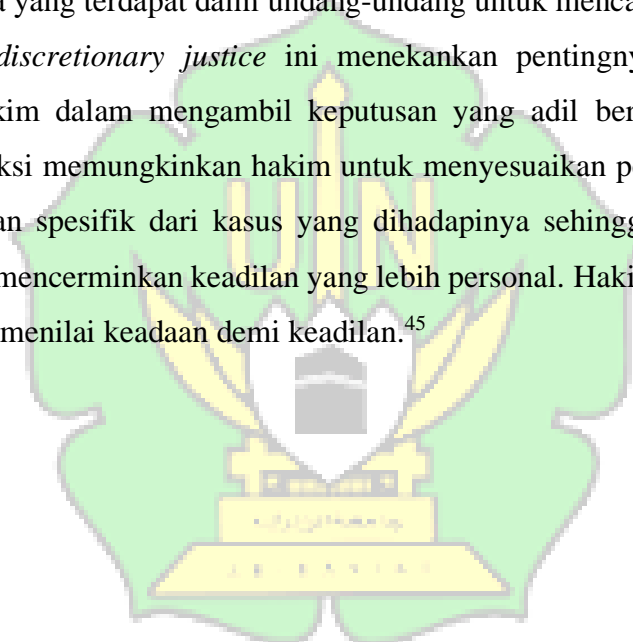 a yang terdapat dalm undang-undang untuk menca
discretionary justice ini menekankan pentingny
kim dalam mengambil keputusan yang adil ber
ksi memungkinkan hakim untuk menyesuaikan p
an spesifik dari kasus yang dihadapinya sehingg
mencerminkan keadilan yang lebih personal. Haki
menilai keadaan demi keadilan.45
UIN